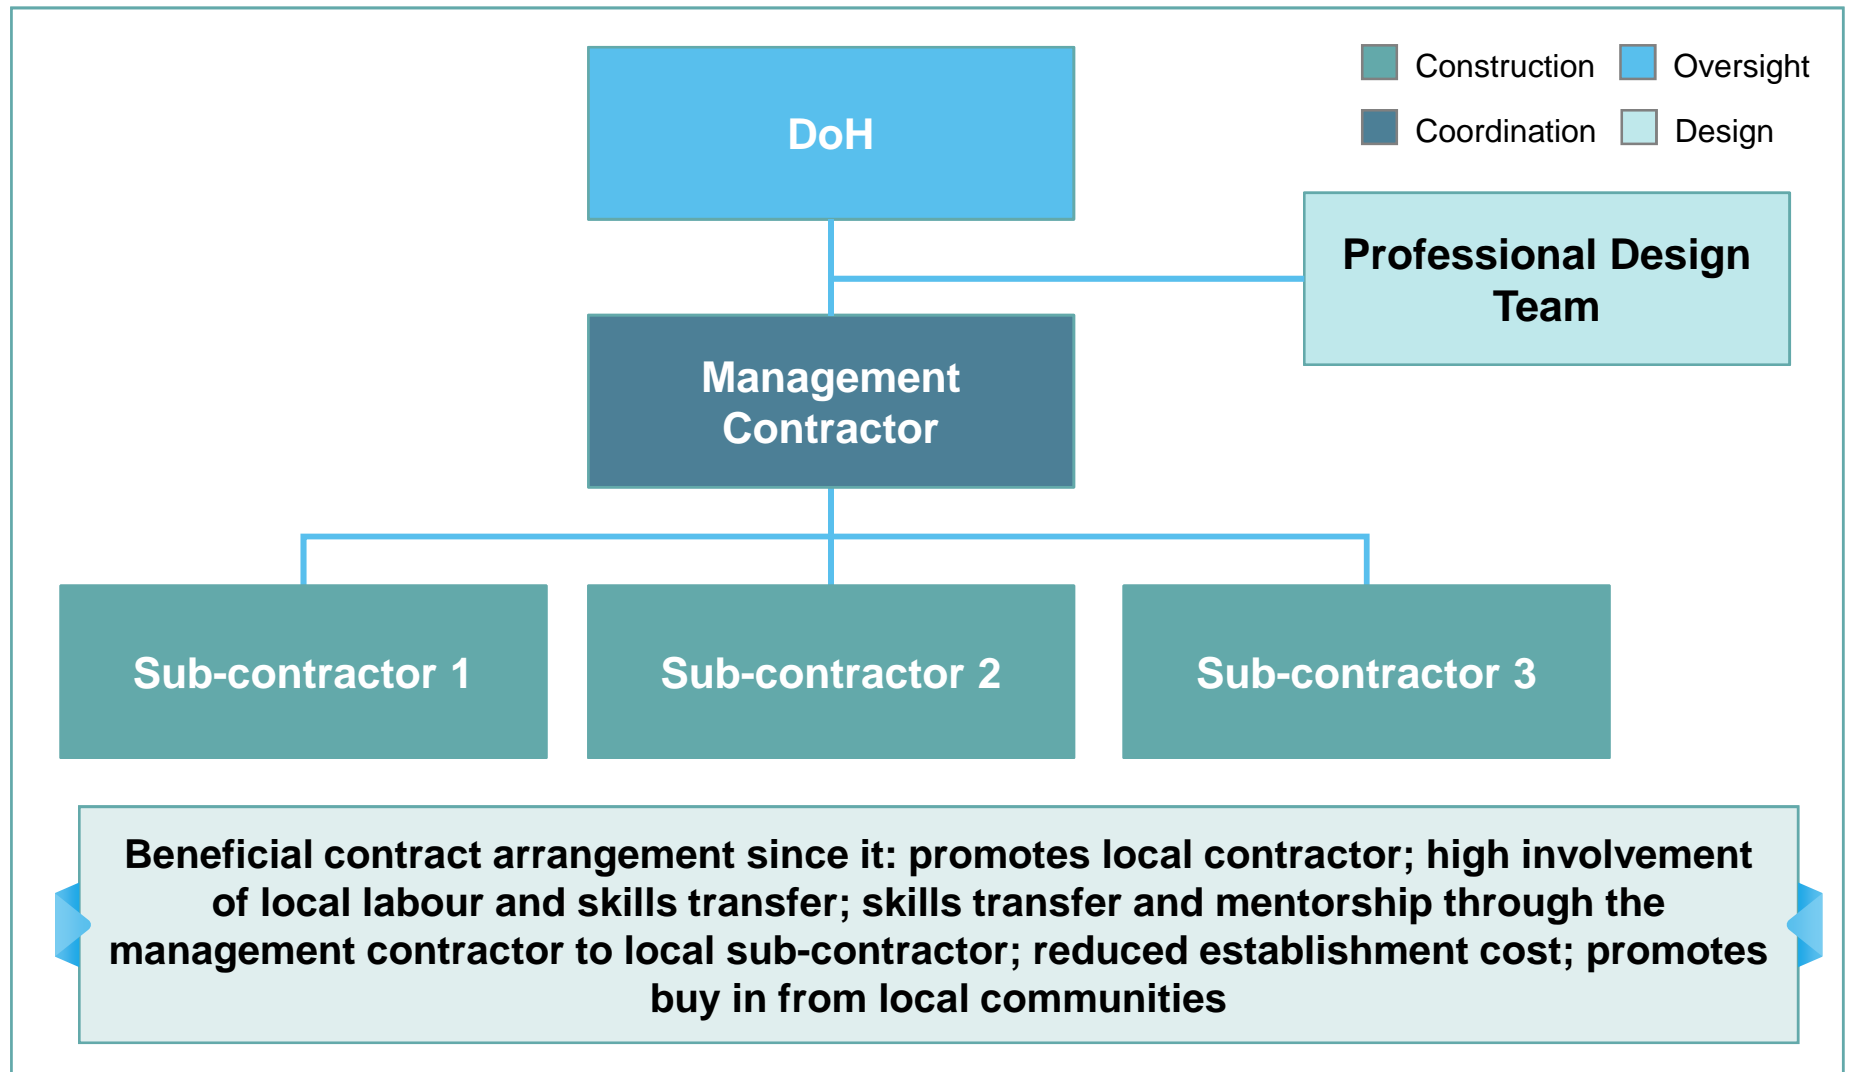 DoH
Construction
Oversight
Coordination
Design
Professional Design
Team
Management
Contractor
Sub-contractor 1
Sub-contractor 2
Sub-contractor 3
Beneficial contract arrangement since it: promotes local contractor; high involvement
of local labour and skills transfer; skills transfer and mentorship through the
management contractor to local sub-contractor; reduced establishment cost; promotes
buy in from local communities